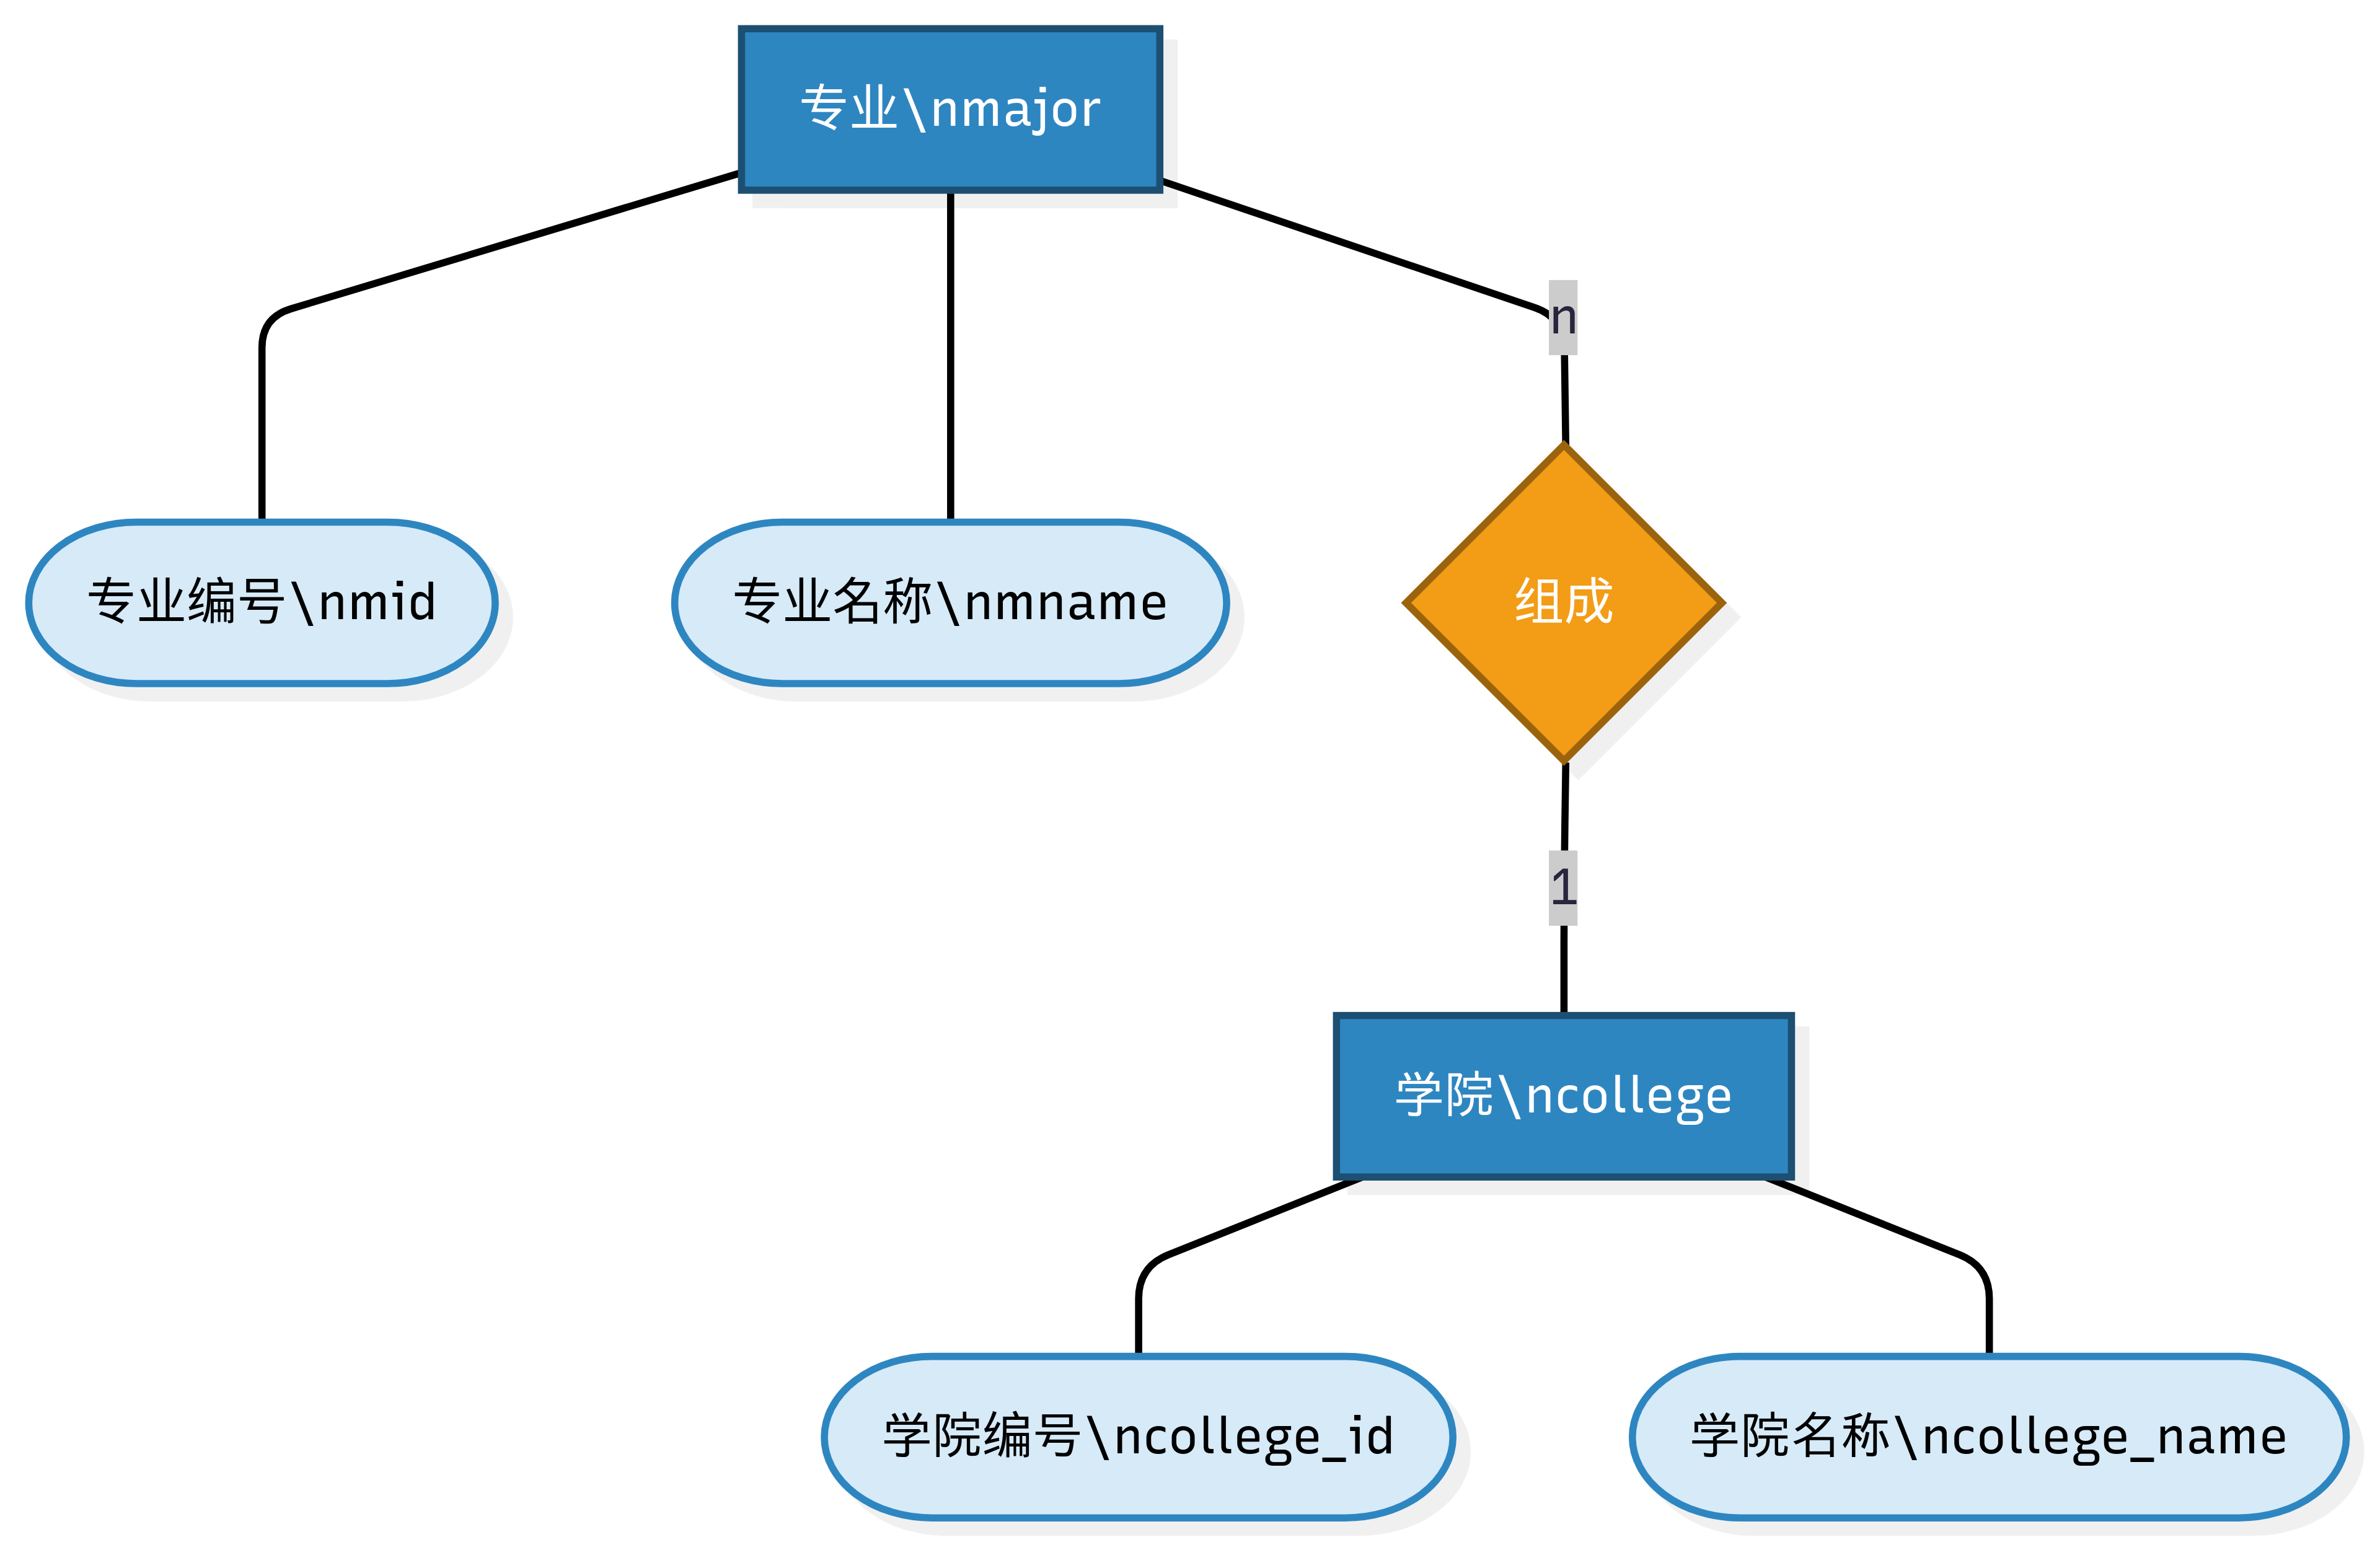 专业\nmajor
n
专业编号\nmid
专业名称\nmname
组成
1
学院\ncollege
学院编号\ncollege_id
学院名称\ncollege_name